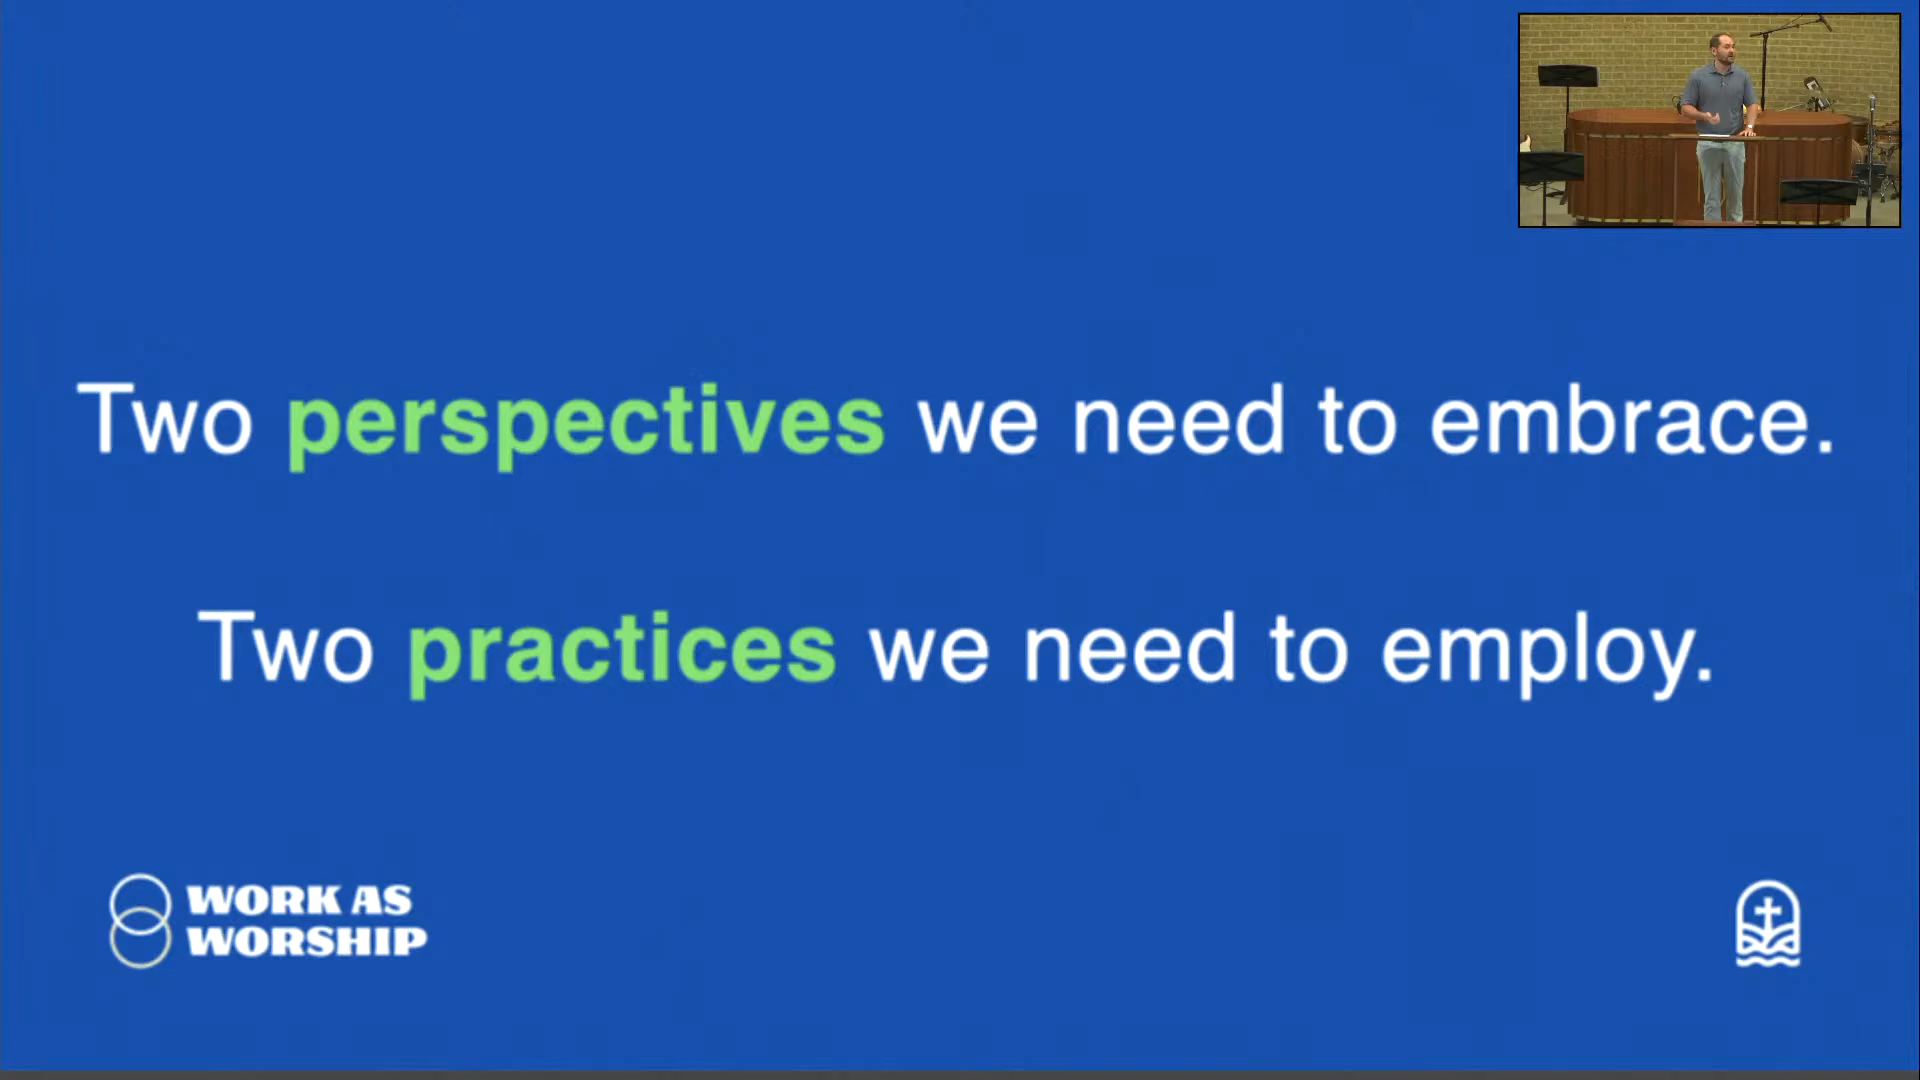 Two perspectives we need to embrace.
Two practices we need to employ.
WORK AS
WORSHIP